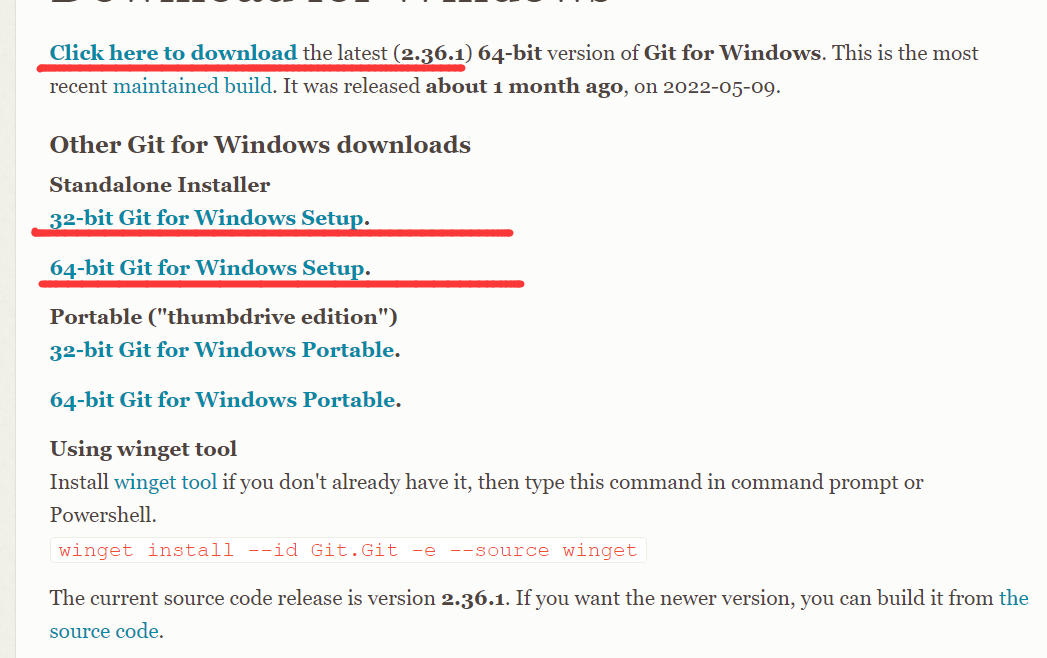 Download for Windows
Click here to download the latest (2.36.1) 64-bit version of Git for Windows. This is the most
recent maintained build. It was released about 1 month ago, on 2022-05-09.
Other Git for Windows downloads
Standalone Installer
32-bit Git for Windows Setup.
64-bit Git for Windows Setup.
Portable ("thumbdrive edition")
32-bit Git for Windows Portable.
64-bit Git for Windows Portable.
Using winget tool
Install winget tool if you don't already have it, then type this command in command prompt or
Powershell.
winget install --id Git.Git -e --source winget
The current source code release is version 2.36.1. If you want the newer version, you can build it from the
source code.